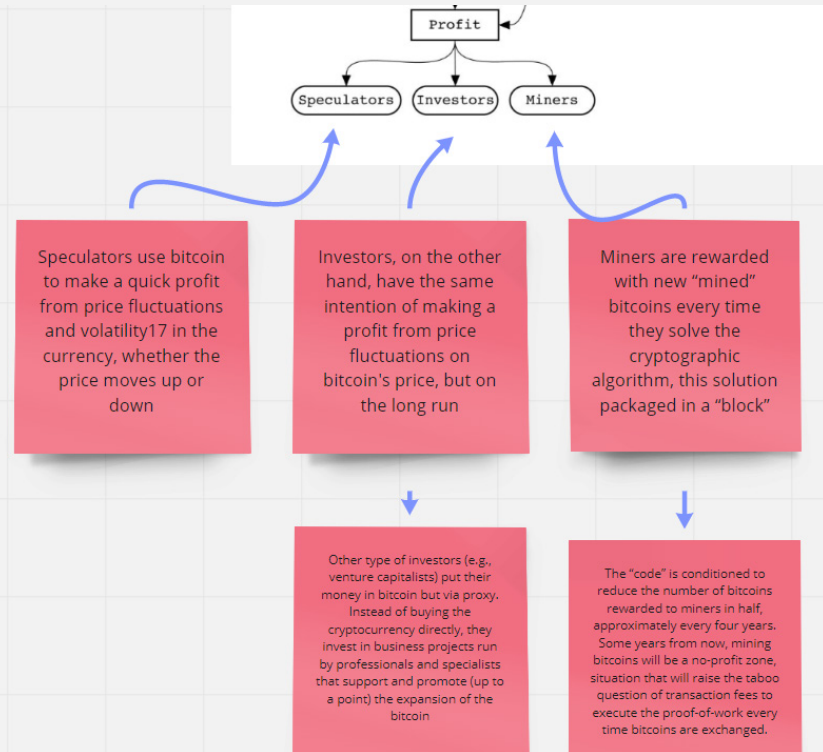 Profit
Speculators
Investors
Miners
Speculators use bitcoin
to make a quick profit
from price fluctuations
and volatility17 in the
currency, whether the
price moves up or
down
Investors, on the other
hand, have the same
intention of making a
profit from price
fluctuations on
bitcoin's price, but on
the long run
Miners are rewarded
with new “mined”
bitcoins every time
they solve the
cryptographic
algorithm, this solution
packaged in a “block”
Other type of investors (e.g.,
venture capitalists) put their
money in bitcoin but via proxy.
Instead of buying the
cryptocurrency directly, they
invest in business projects run
by professionals and specialists
that support and promote (up to
a point) the expansion of the
bitcoin
The “code” is conditioned to
reduce the number of bitcoins
rewarded to miners in half,
approximately every four years.
Some years from now, mining
bitcoins will be a no-profit zone,
situation that will raise the taboo
question of transaction fees to
execute the proof-of-work every
time bitcoins are exchanged.